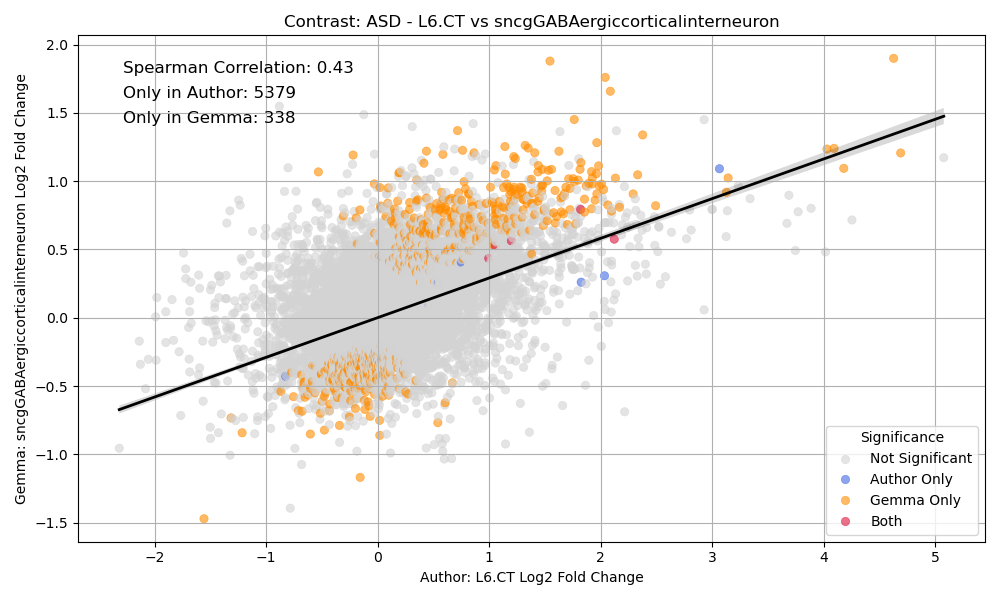 Contrast: ASD - L6.CT vs sncgGABAergiccorticalinterneuron
Spearman Correlation: 0.43
Only in Author: 5379
Only in Gemma: 338
Gemma: sncgGABAergiccorticalinterneuron Log2 Fold Change
2.0
1.5
1.0
0.5
0.0
−0.5
−1.0
−1.5
Significance
Not Significant
Author Only
Gemma Only
Both
−2
−1
0
1
2
3
4
5
Author: L6.CT Log2 Fold Change